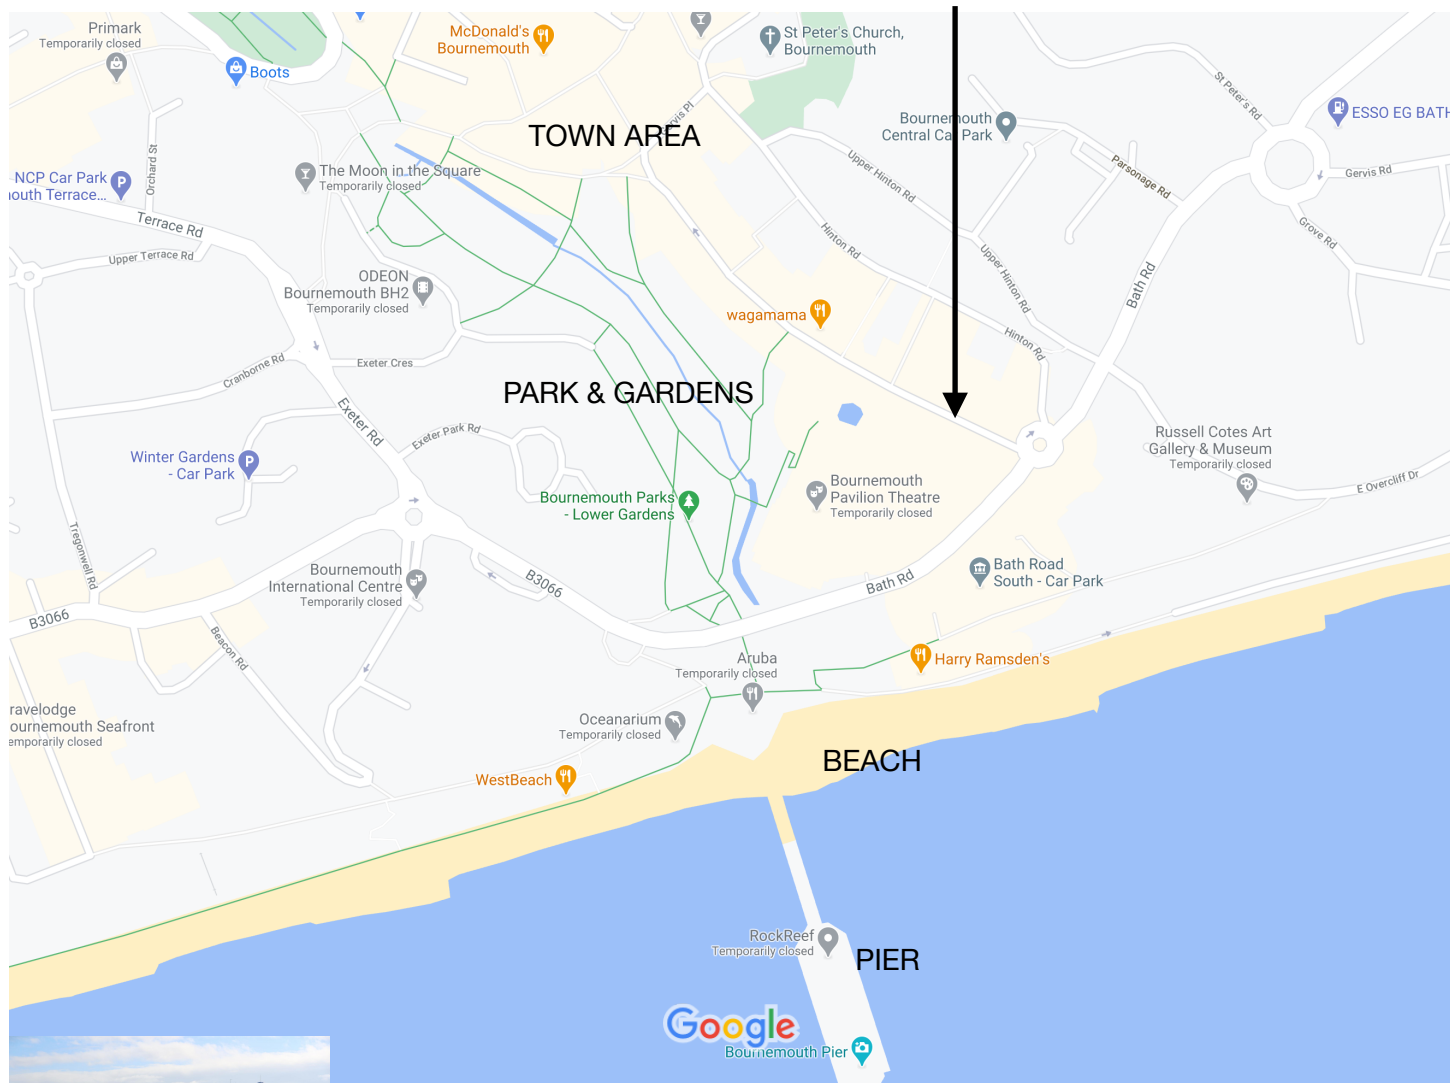 Primark
Temporarily closed
Boots
McDonald's
Bournemouth
St Peter's Church,
Bournemouth
St Peter's Rd
ESSO EG BATH
Bournemouth
Central Car Park
TOWN AREA
Gervis Pl
Orchard St
The Moon in the Square
Temporarily closed
NCP Car Park
mouth Terrace...
Terrace Rd
Upper Terrace Rd
Upper Hinton Rd
Parsonage Rd
Gervis Rd
Grove Rd
Hinton Rd
Upper Hinton Rd
Bath Rd
ODEON
Bournemouth BH2
Temporarily closed
wagamama
Hinton Rd
Exeter Cres
Cranborne Rd
PARK & GARDENS
Exeter Rd
Exeter Park Rd
Winter Gardens
- Car Park
Russell Cotes Art
Gallery & Museum
Temporarily closed
E Overcliff Dr
Bournemouth
Pavilion Theatre
Temporarily closed
Bournemouth Parks
- Lower Gardens
Tregonwell Rd
Bournemouth
International Centre
Temporarily closed
B3066
Bath Rd
Bath Road
South - Car Park
B3066
Beacon Rd
Harry Ramsden's
Aruba
Temporarily closed
ravelodge
ournemouth Seafront
emporarily closed
Oceanarium
Temporarily closed
BEACH
WestBeach
RockReef
Temporarily closed
PIER
Google
Bournemouth Pier